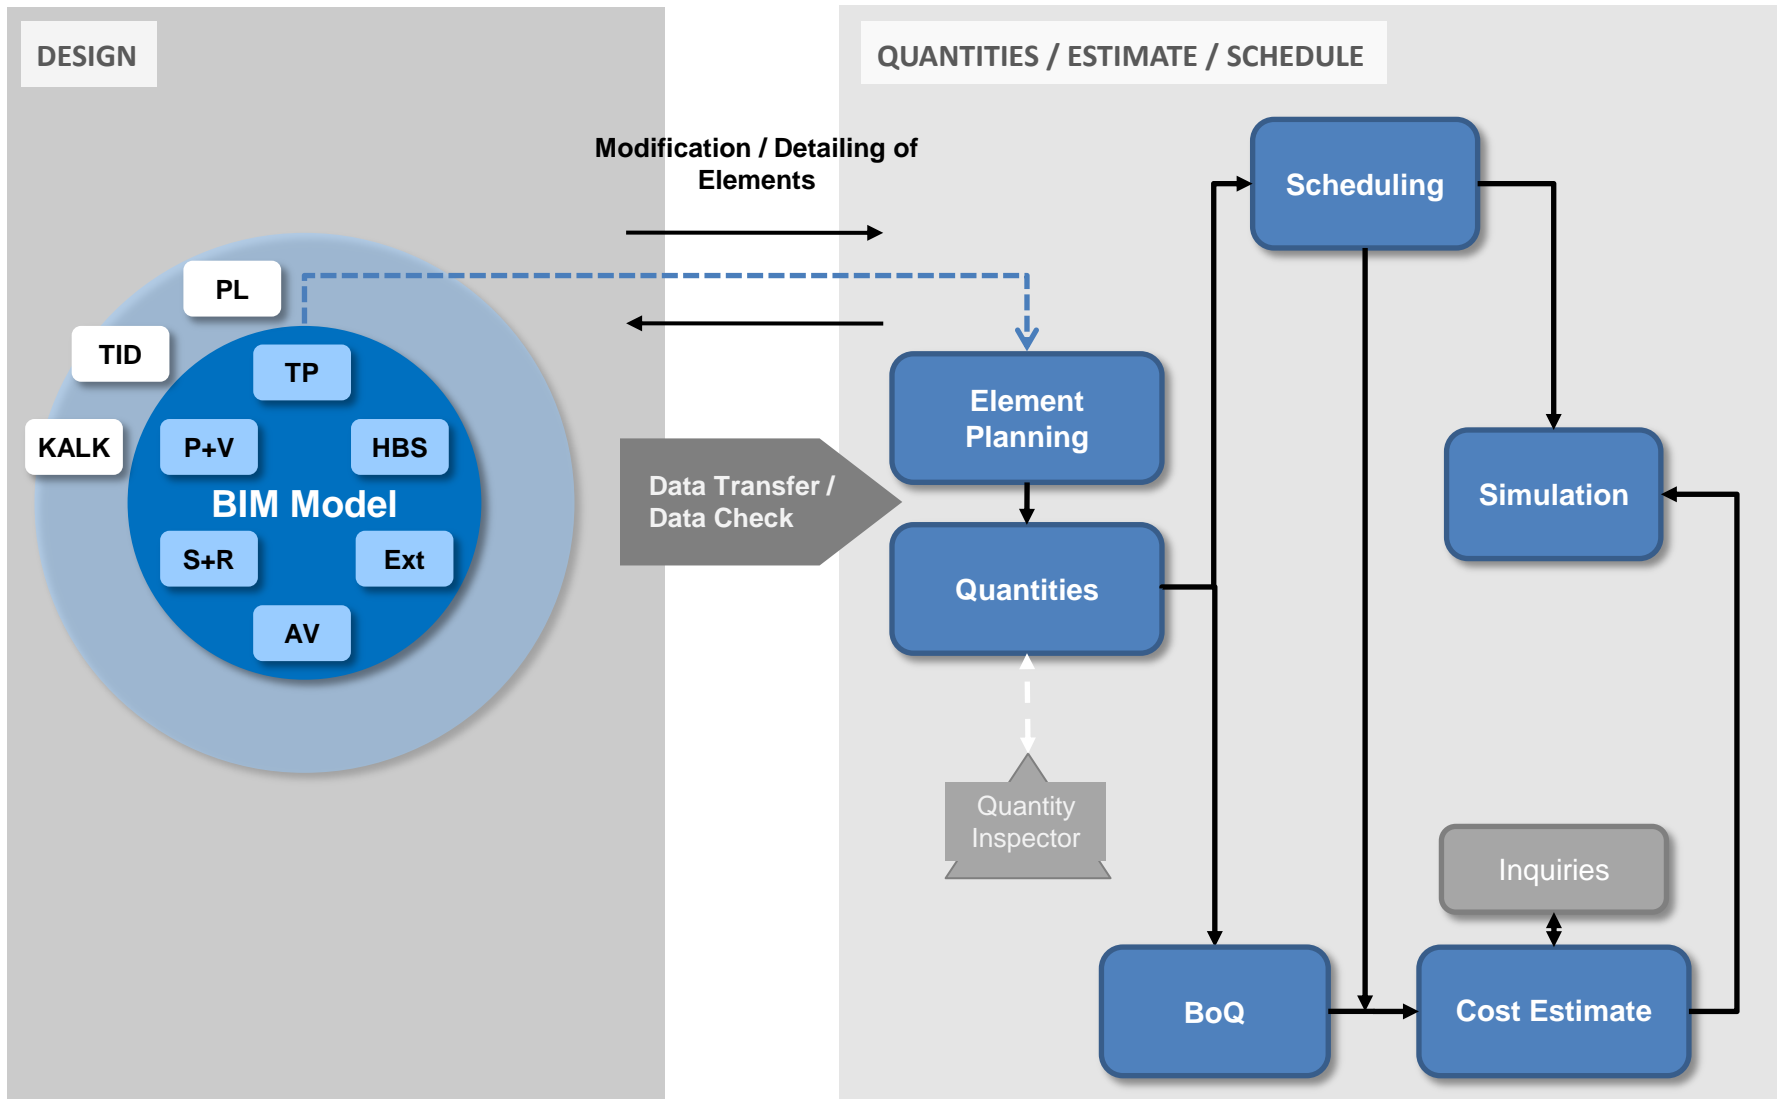 DESIGN
QUANTITIES / ESTIMATE / SCHEDULE
Modification / Detailing of
Elements
Scheduling
PL
TID
TP
KALK
P+V
HBS
BIM Model
S+R
Ext
AV
Data Transfer /
Data Check
Element
Planning
Quantities
Simulation
Quantity
Inspector
Inquiries
BoQ
Cost Estimate